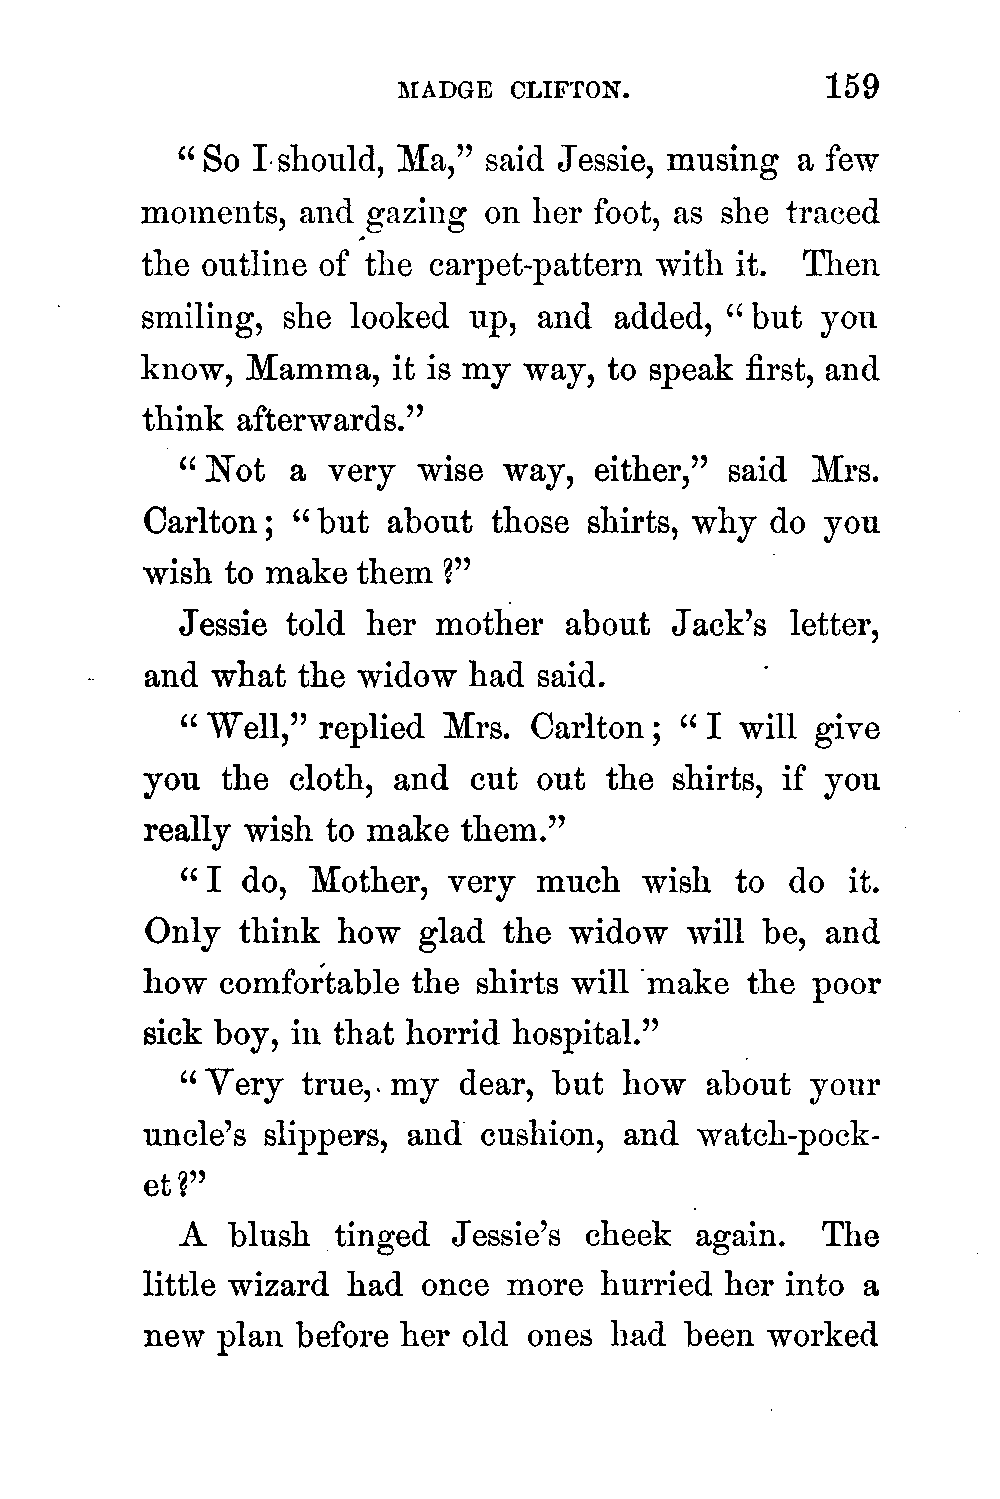 MADGE CLIFTON. 159
“So I should, Ma,” said Jessie, musing a few
moments, and gazing on her foot, as she traced
the outline of the carpet-pattern with it. Then
smiling, she looked up, and added, “but you
know, Mamma, it is my way, to speak first, and
think afterwards.”
“Not a very wise way, either,” said Mrs.
Carlton; “but about those shirts, why do you
wish to make them?”
Jessie told her mother about Jack’s letter,
and what the widow had said.
“Well,” replied Mrs. Carlton; “I will give
you the cloth, and cut out the shirts, if you
really wish to make them.”
“I do, Mother, very much wish to do it.
Only think how glad the widow will be, and
how comfortable the shirts will make the poor
sick boy, in that horrid hospital.”
“Very true, my dear, but how about your
uncle’s slippers, and cushion, and watch-pock-
et?”
A blush tinged Jessie’s cheek again. The
little wizard had once more hurried her into a
new plan before her old ones had been worked